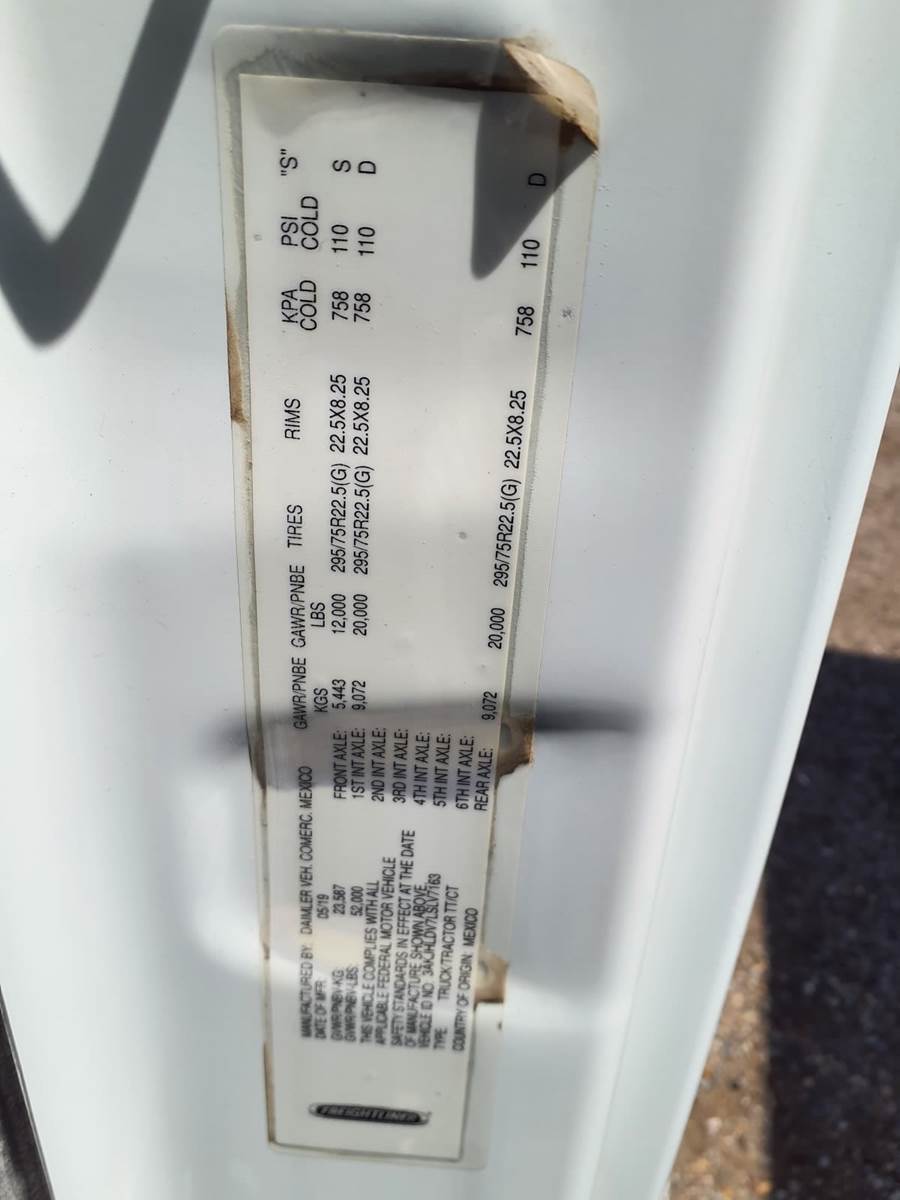 FREIGHTLINER
MANUFACTURED BY: DAIMLER VEH. COMERC. MEXICO
DATE OF MFR: 05/19
GVWR/PNBV-KG: 23,587
GVWR/PNBV-LBS: 52,000
THIS VEHICLE COMPLIES WITH ALL
APPLICABLE FEDERAL MOTOR VEHICLE
SAFETY STANDARDS IN EFFECT AT THE DATE
OF MANUFACTURE SHOWN ABOVE.
VEHICLE ID NO 3AKJHLDV7LSLV7163
TYPE TRUCK/TRACTOR TT/CT
COUNTRY OF ORIGIN: MEXICO
GAWR/PNBE GAWR/PNBE TIRES RIMS KPA PSI "S"
KGS LBS COLD COLD
FRONT AXLE: 5,443 12,000 295/75R22.5(G) 22.5X8.25 758 110 S
1ST INT AXLE: 9,072 20,000 295/75R22.5(G) 22.5X8.25 758 110 D
2ND INT AXLE:
3RD INT AXLE:
4TH INT AXLE:
5TH INT AXLE:
6TH INT AXLE:
REAR AXLE: 9,072 20,000 295/75R22.5(G) 22.5X8.25 758 110 D